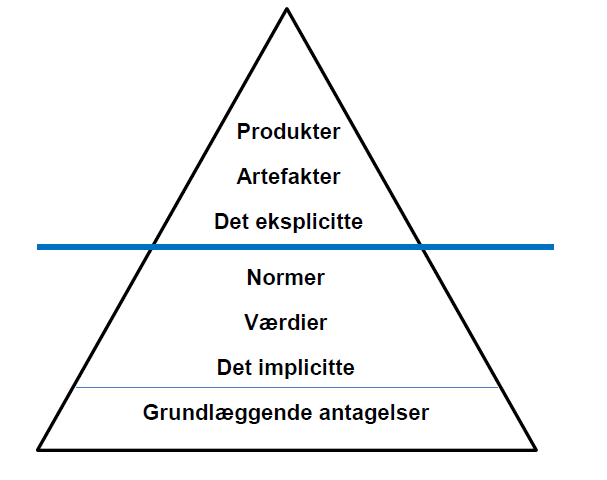 Produkter
Artefakter
Det eksplicitte
Normer
Værdier
Det implicitte
Grundlæggende antagelser